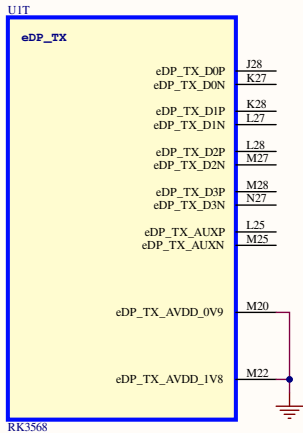 U1T
eDP_TX
eDP_TX_D0P J28
eDP_TX_D0N K27
eDP_TX_D1P K28
eDP_TX_D1N L27
eDP_TX_D2P L28
eDP_TX_D2N M27
eDP_TX_D3P M28
eDP_TX_D3N N27
eDP_TX_AUXP L25
eDP_TX_AUXN M25
eDP_TX_AVDD_0V9 M20
eDP_TX_AVDD_1V8 M22
RK3568